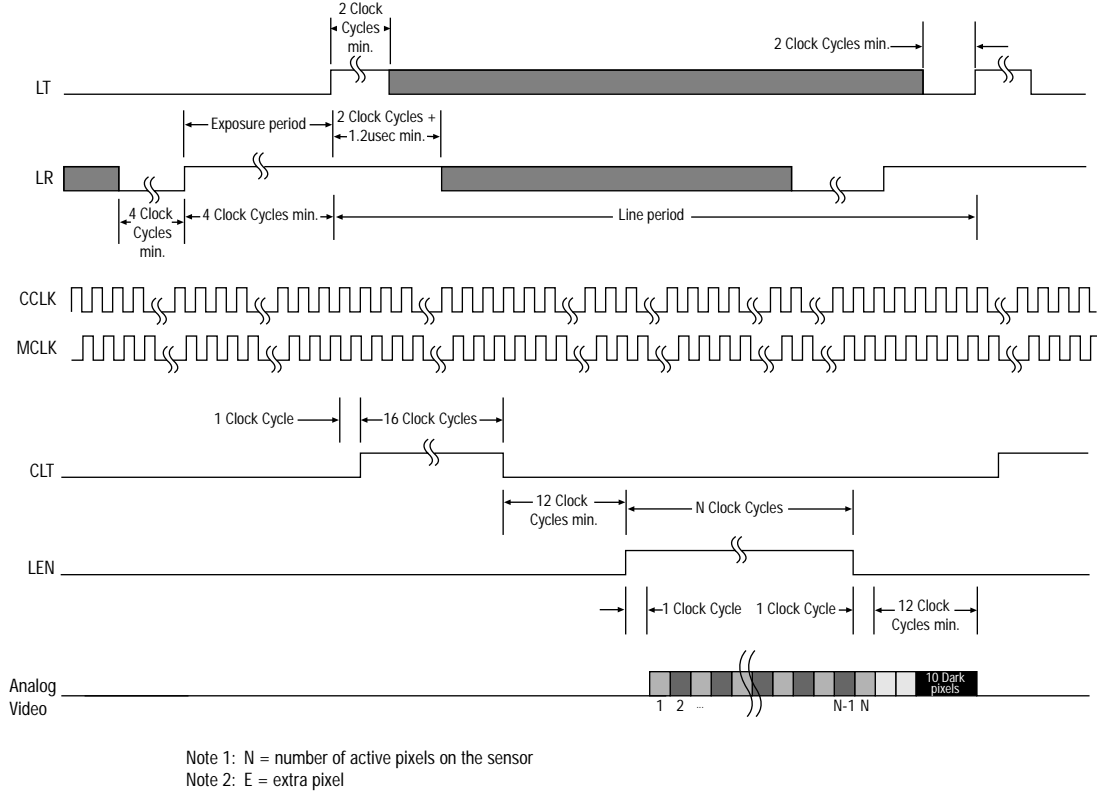 2 Clock
Cycles
min.
2 Clock Cycles min.
LT
Exposure period
2 Clock Cycles +
1.2usec min.
LR
4 Clock
Cycles
min.
4 Clock Cycles min.
Line period
CCLK
MCLK
1 Clock Cycle
16 Clock Cycles
CLT
12 Clock
Cycles min.
N Clock Cycles
LEN
1 Clock Cycle
1 Clock Cycle
12 Clock
Cycles min.
Analog
Video
10 Dark
pixels
1 2 ... N-1 N
Note 1: N = number of active pixels on the sensor
Note 2: E = extra pixel